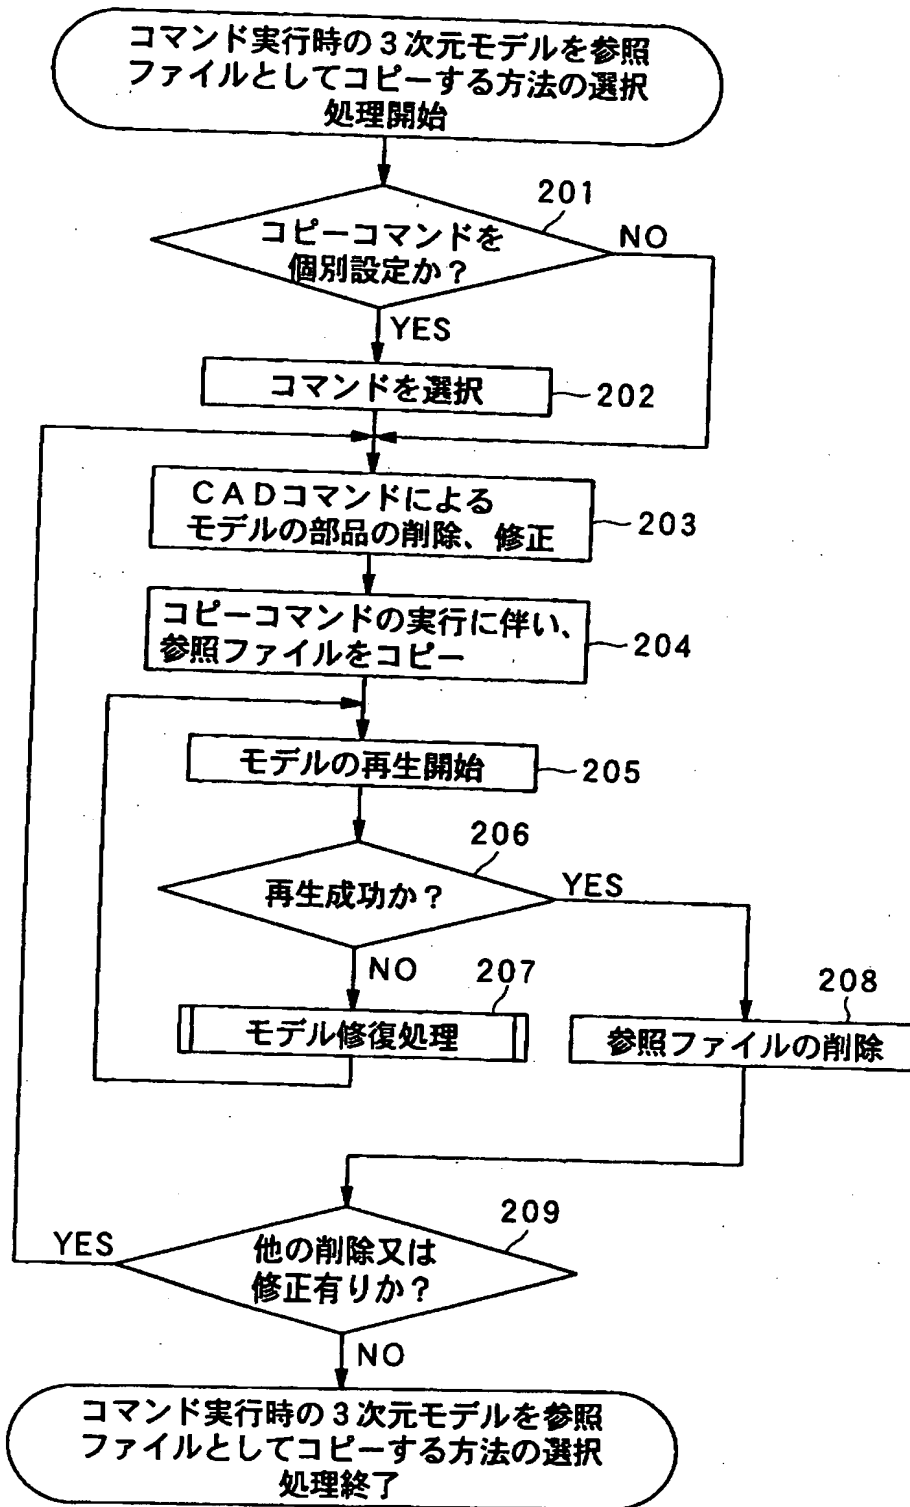 コマンド実行時の3次元モデルを参照
ファイルとしてコピーする方法の選択
処理開始
201
コピーコマンドを
個別設定か?
NO
YES
コマンドを選択
202
CADコマンドによる
モデルの部品の削除、修正
203
コピーコマンドの実行に伴い、
参照ファイルをコピー
204
モデルの再生開始
205
206
再生成功か?
YES
NO
207
モデル修復処理
208
参照ファイルの削除
209
YES
他の削除又は
修正有りか?
NO
コマンド実行時の3次元モデルを参照
ファイルとしてコピーする方法の選択
処理終了